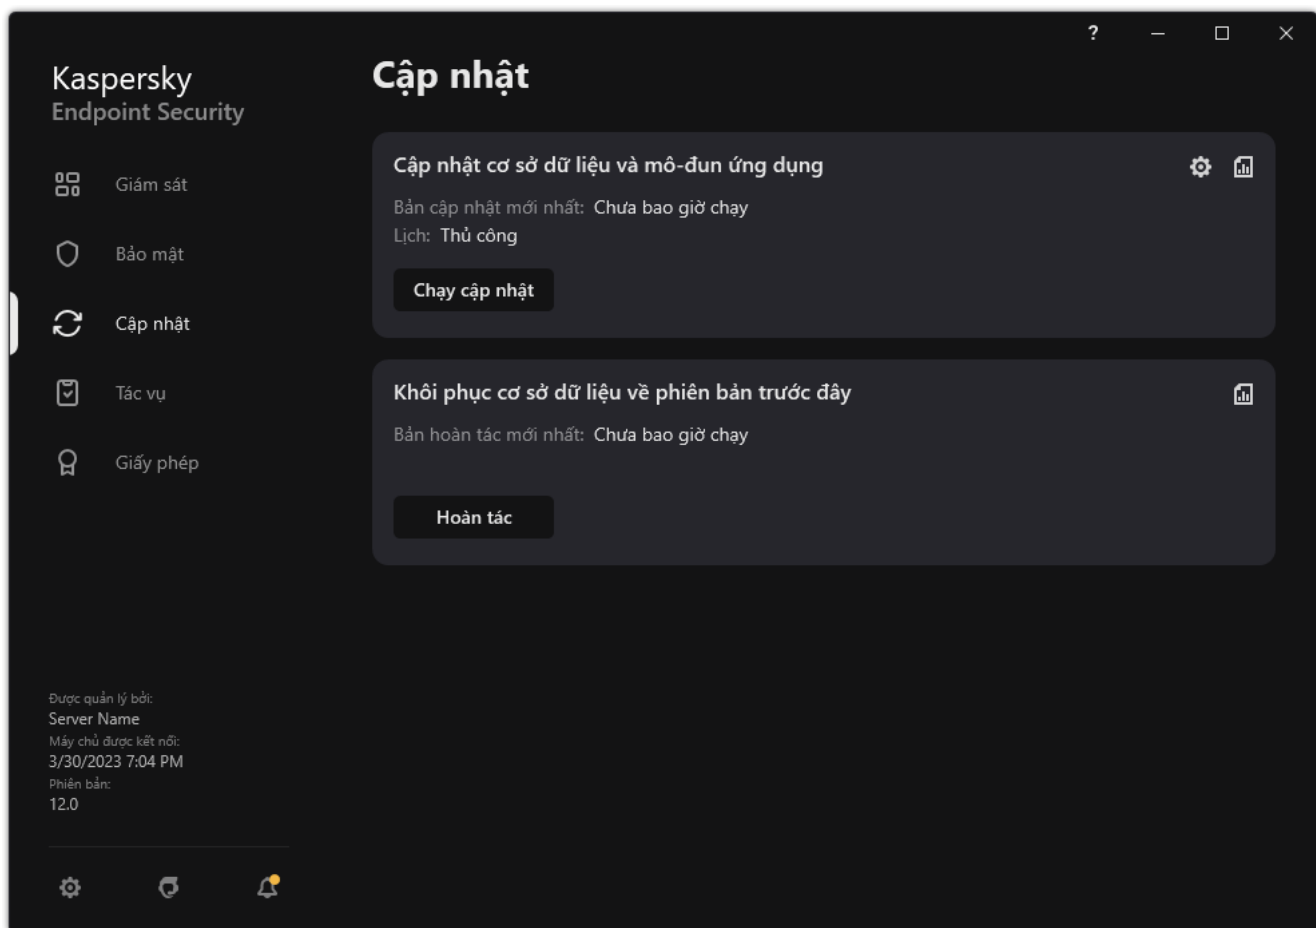 ?
Kaspersky
Endpoint Security
Giám sát
Bảo mật
Cập nhật
Tác vụ
Giấy phép
Được quản lý bởi:
Server Name
Máy chủ được kết nối:
3/30/2023 7:04 PM
Phiên bản:
12.0
Cập nhật
Cập nhật cơ sở dữ liệu và mô-đun ứng dụng
Bản cập nhật mới nhất: Chưa bao giờ chạy
Lịch: Thủ công
Chạy cập nhật
Khôi phục cơ sở dữ liệu về phiên bản trước đây
Bản hoàn tác mới nhất: Chưa bao giờ chạy
Hoàn tác